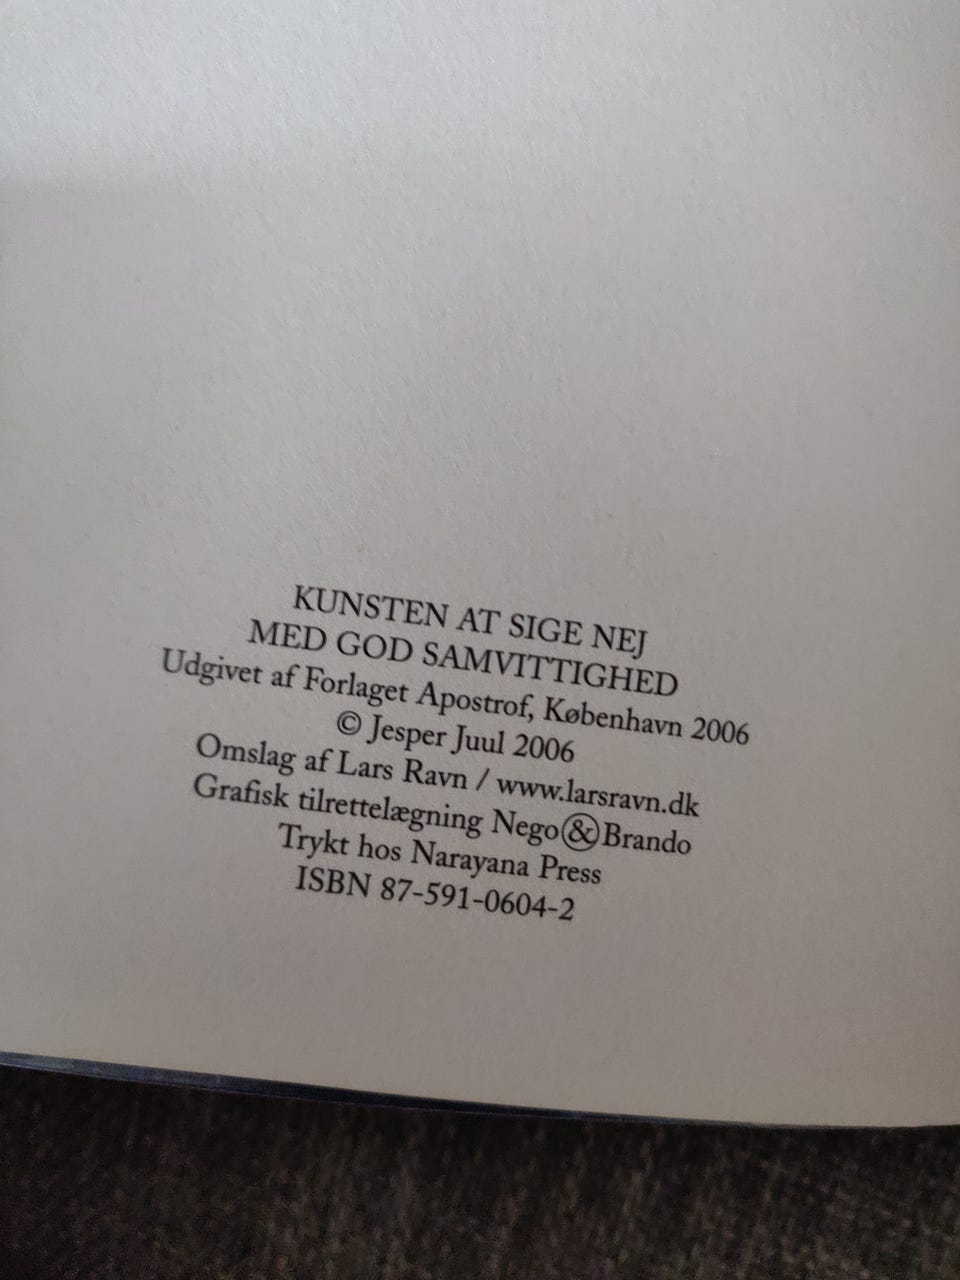 KUNSTEN AT SIGE NEJ
MED GOD SAMVITTIGHED
Udgivet af Forlaget Apostrof, København 2006
© Jesper Juul 2006
Omslag af Lars Ravn / www.larsravn.dk
Grafisk tilrettelægning Nego&Brando
Trykt hos Narayana Press
ISBN 87-591-0604-2